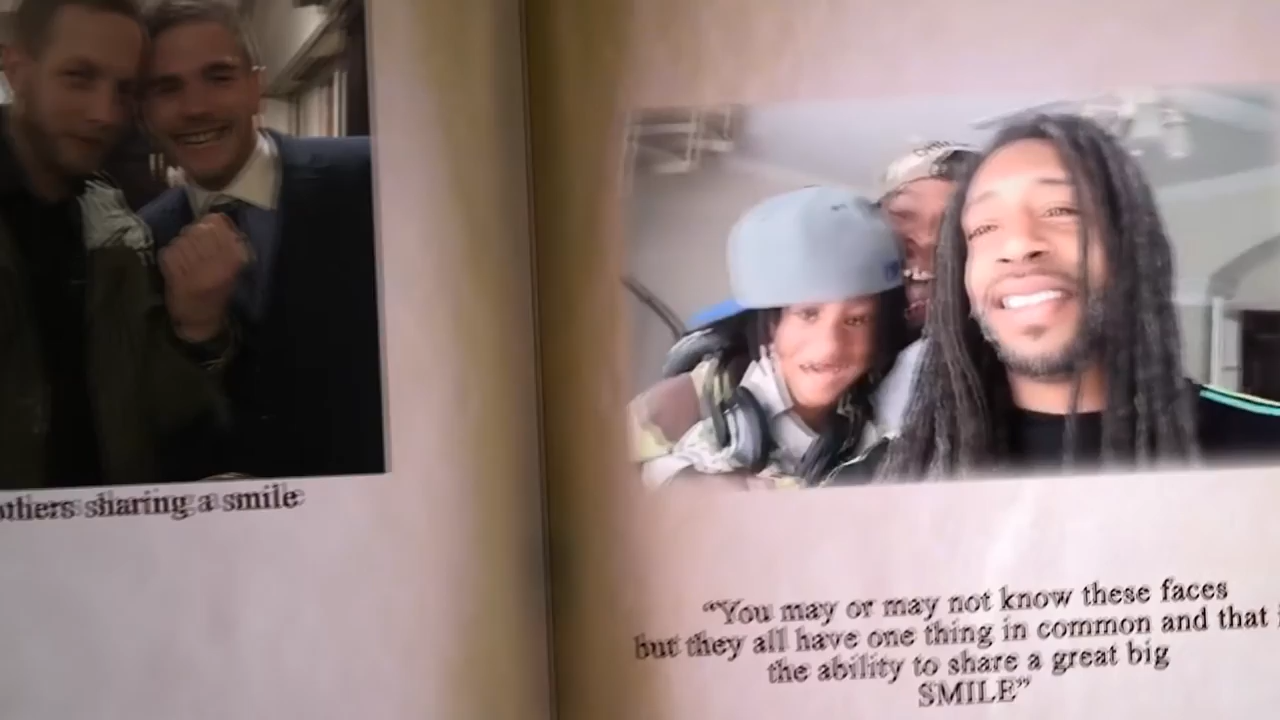 others sharing a smile
“You may or may not know these faces
but they all have one thing in common and that
the ability to share a great big
SMILE”